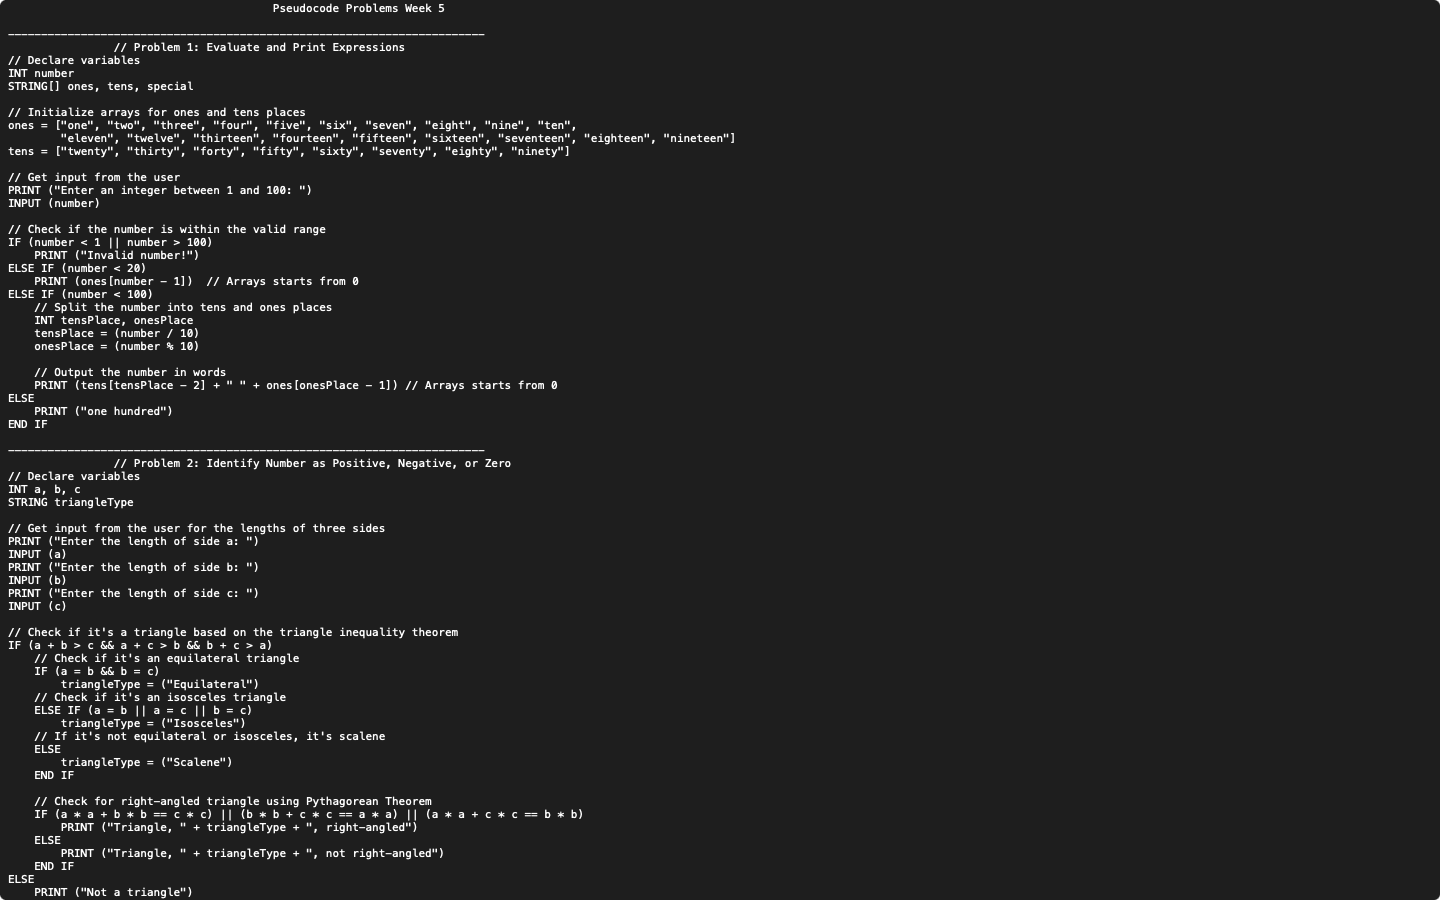 Pseudocode Problems Week 5
________________________________________________________________________
// Problem 1: Evaluate and Print Expressions
// Declare variables
INT number
STRING[] ones, tens, special
// Initialize arrays for ones and tens places
ones = ["one", "two", "three", "four", "five", "six", "seven", "eight", "nine", "ten",
"eleven", "twelve", "thirteen", "fourteen", "fifteen", "sixteen", "seventeen", "eighteen", "nineteen"]
tens = ["twenty", "thirty", "forty", "fifty", "sixty", "seventy", "eighty", "ninety"]
// Get input from the user
PRINT ("Enter an integer between 1 and 100: ")
INPUT (number)
// Check if the number is within the valid range
IF (number < 1 || number > 100)
PRINT ("Invalid number!")
ELSE IF (number < 20)
PRINT (ones[number - 1])  // Arrays starts from 0
ELSE IF (number < 100)
// Split the number into tens and ones places
INT tensPlace, onesPlace
tensPlace = (number / 10)
onesPlace = (number % 10)
// Output the number in words
PRINT (tens[tensPlace - 2] + " " + ones[onesPlace - 1]) // Arrays starts from 0
ELSE
PRINT ("one hundred")
END IF
________________________________________________________________________
// Problem 2: Identify Number as Positive, Negative, or Zero
// Declare variables
INT a, b, c
STRING triangleType
// Get input from the user for the lengths of three sides
PRINT ("Enter the length of side a: ")
INPUT (a)
PRINT ("Enter the length of side b: ")
INPUT (b)
PRINT ("Enter the length of side c: ")
INPUT (c)
// Check if it's a triangle based on the triangle inequality theorem
IF (a + b > c && a + c > b && b + c > a)
// Check if it's an equilateral triangle
IF (a = b && b = c)
triangleType = ("Equilateral")
// Check if it's an isosceles triangle
ELSE IF (a = b || a = c || b = c)
triangleType = ("Isosceles")
// If it's not equilateral or isosceles, it's scalene
ELSE
triangleType = ("Scalene")
END IF
// Check for right-angled triangle using Pythagorean Theorem
IF (a * a + b * b == c * c) || (b * b + c * c == a * a) || (a * a + c * c == b * b)
PRINT ("Triangle, " + triangleType + ", right-angled")
ELSE
PRINT ("Triangle, " + triangleType + ", not right-angled")
END IF
ELSE
PRINT ("Not a triangle")